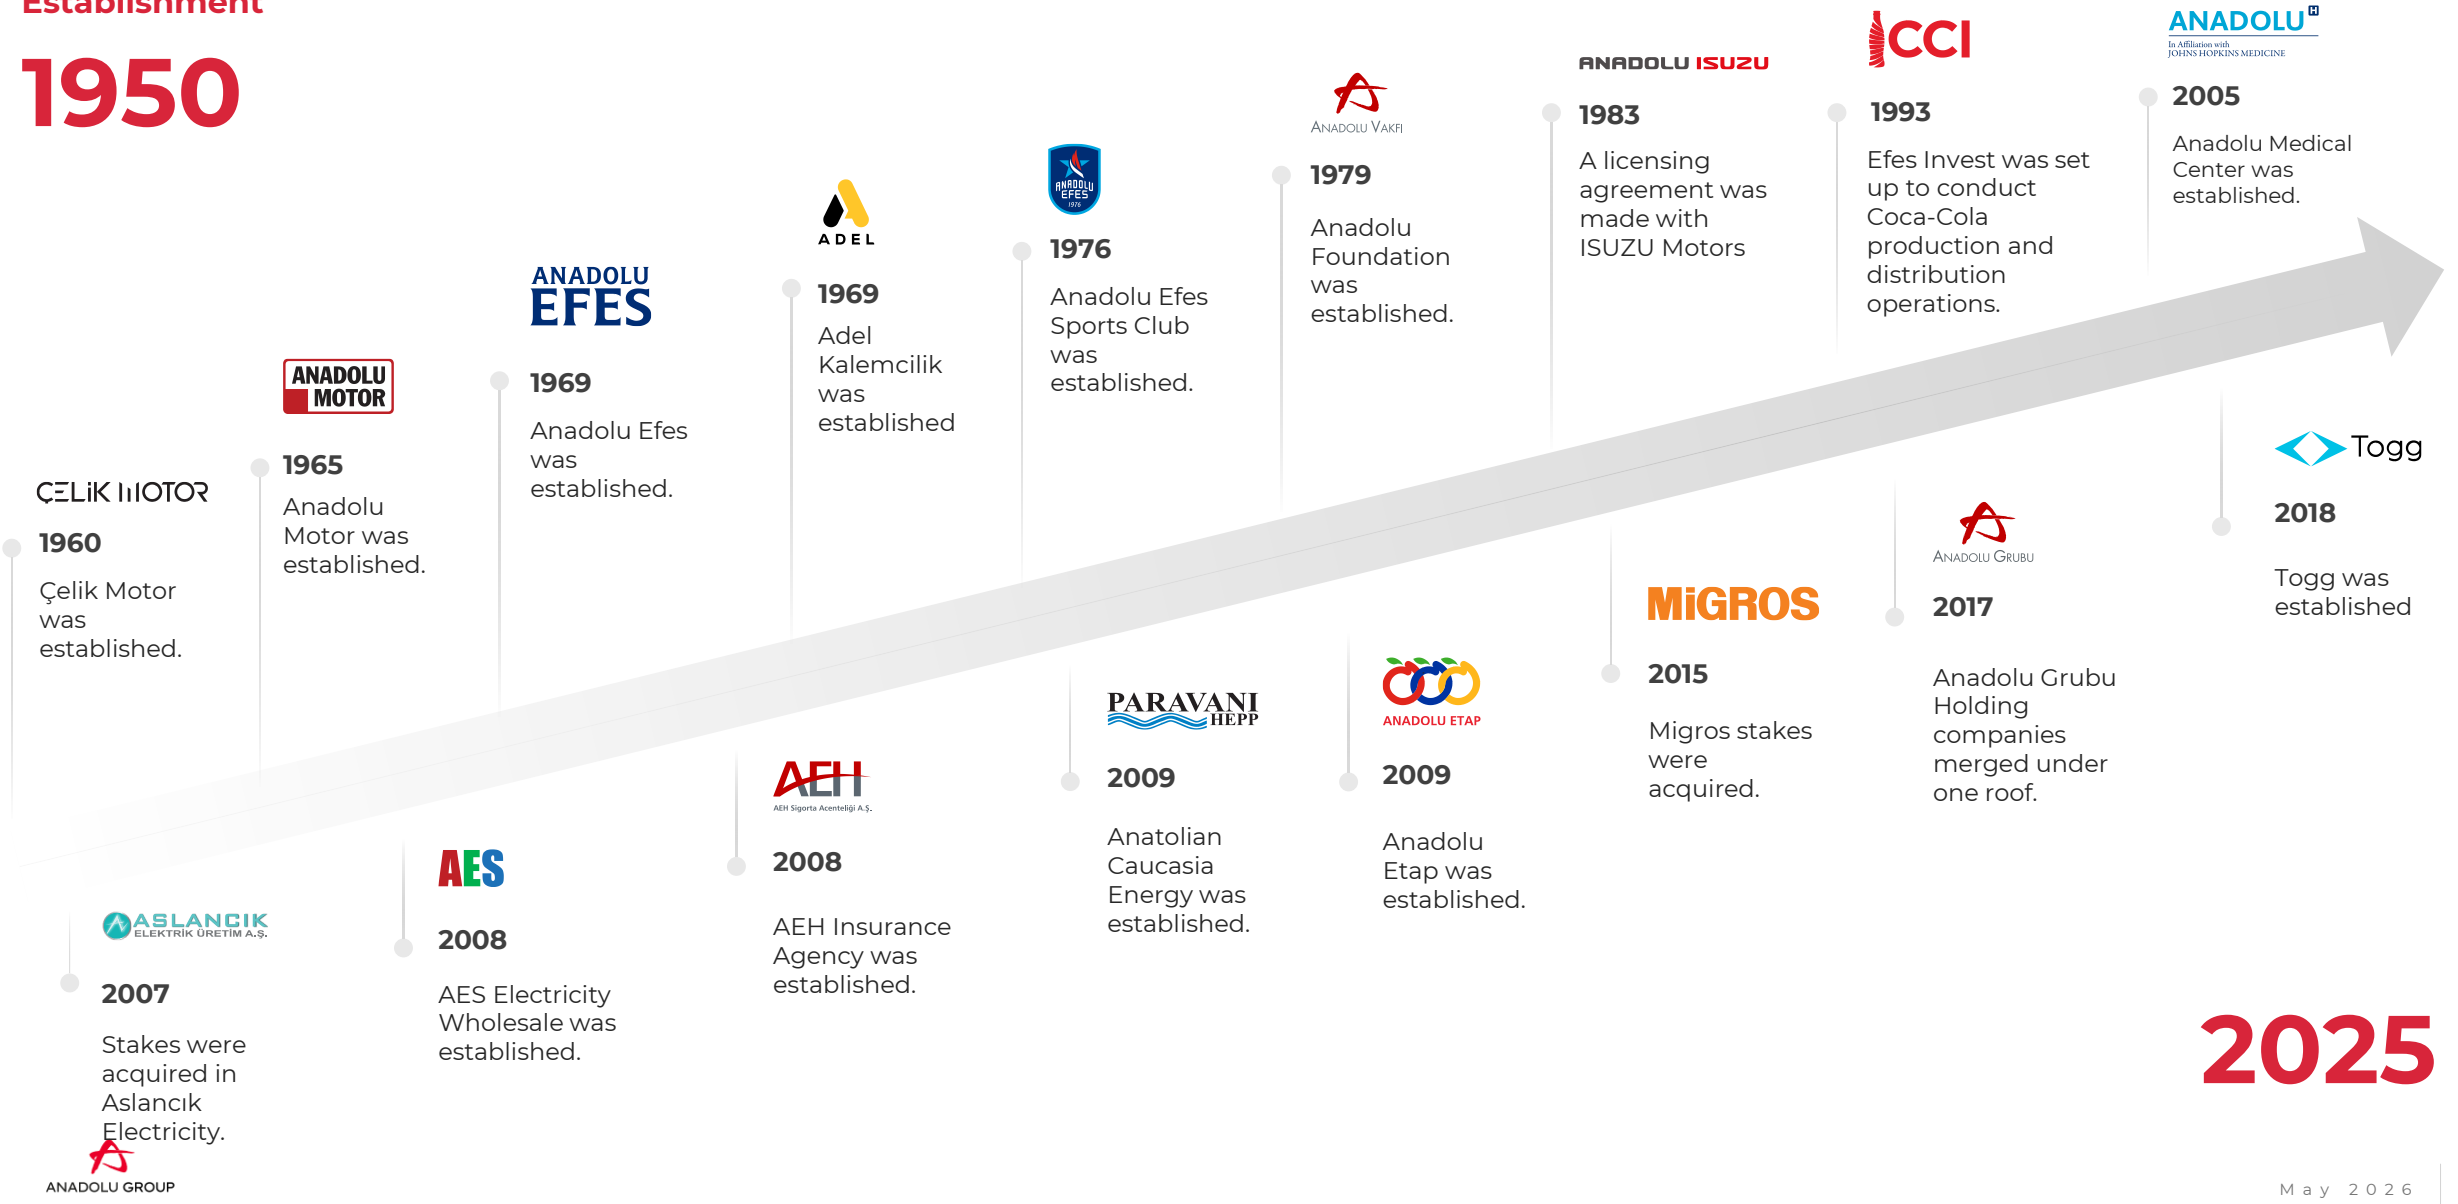 Establishment
1950
ÇELiK MOTOR
1960
Çelik Motor
was
established.
ANADOLU
MOTOR
1965
Anadolu
Motor was
established.
ANADOLU
EFES
1969
Anadolu Efes
was
established.
ADEL
1969
Adel
Kalemcilik
was
established
ANADOLU
EFES
1976
1976
Anadolu Efes
Sports Club
was
established.
ANADOLU VAKFI
1979
Anadolu
Foundation
was
established.
ANADOLU ISUZU
1983
A licensing
agreement was
made with
ISUZU Motors
CCI
1993
Efes Invest was set
up to conduct
Coca-Cola
production and
distribution
operations.
ANADOLU H
In Affiliation with
JOHNS HOPKINS MEDICINE
2005
Anadolu Medical
Center was
established.
ASLANCIK
ELEKTRİK ÜRETİM A.Ş.
2007
Stakes were
acquired in
Aslancık
Electricity.
AES
2008
AES Electricity
Wholesale was
established.
AEH
AEH Sigorta Acenteliği A.Ş.
2008
AEH Insurance
Agency was
established.
PARAVANI
HEPP
2009
Anatolian
Caucasia
Energy was
established.
ANADOLU ETAP
2009
Anadolu
Etap was
established.
MiGROS
2015
Migros stakes
were
acquired.
ANADOLU GRUBU
2017
Anadolu Grubu
Holding
companies
merged under
one roof.
Togg
2018
Togg was
established
2025
ANADOLU GROUP
May 2026